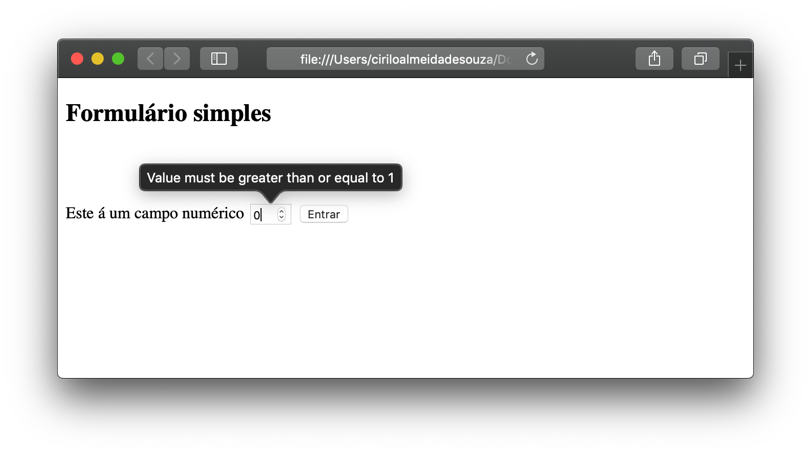 file:///Users/ciriloalmeidadesouza/Do
Formulário simples
Value must be greater than or equal to 1
Este á um campo numérico 0 Entrar